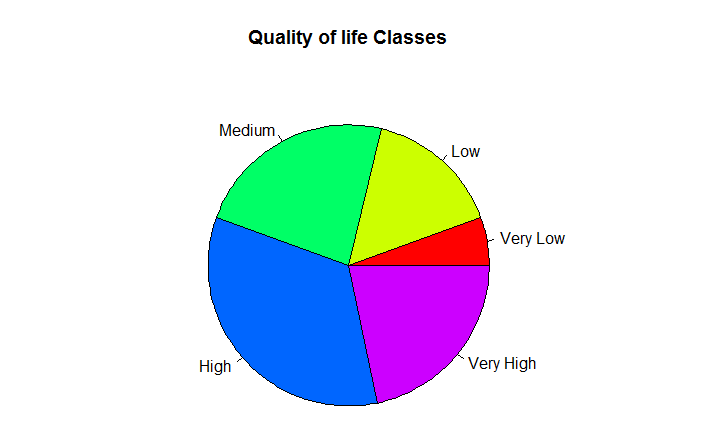 Quality of life Classes
Medium
Low
Very Low
High
Very High